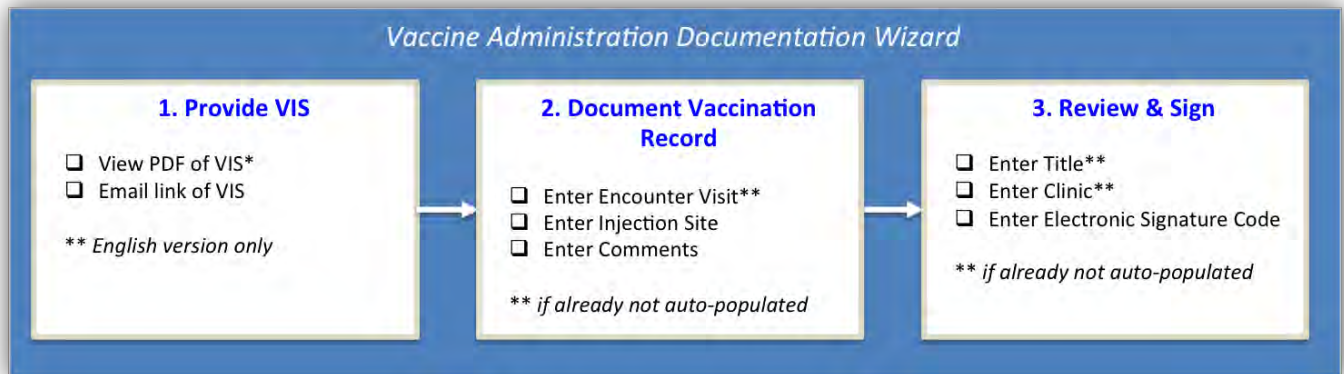 Vaccine Administration Documentation Wizard
1. Provide VIS
View PDF of VIS*
Email link of VIS
** English version only
2. Document Vaccination
Record
Enter Encounter Visit**
Enter Injection Site
Enter Comments
** if already not auto-populated
3. Review & Sign
Enter Title**
Enter Clinic**
Enter Electronic Signature Code
** if already not auto-populated